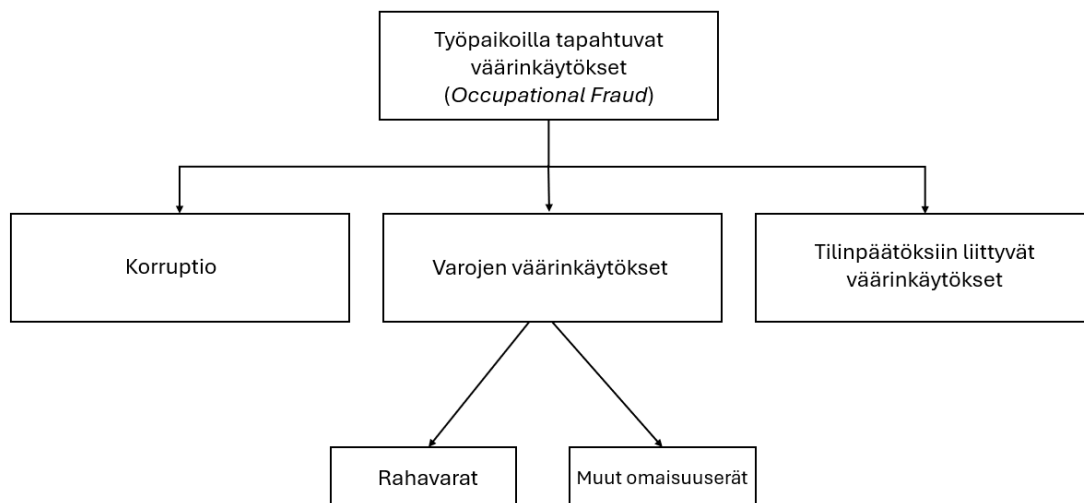 Työpaikoilla tapahtuvat
väärinkäytökset
(Occupational Fraud)
Korruptio
Varojen väärinkäytökset
Tilinpäätöksiin liittyvät
väärinkäytökset
Rahavarat
Muut omaisuuserät